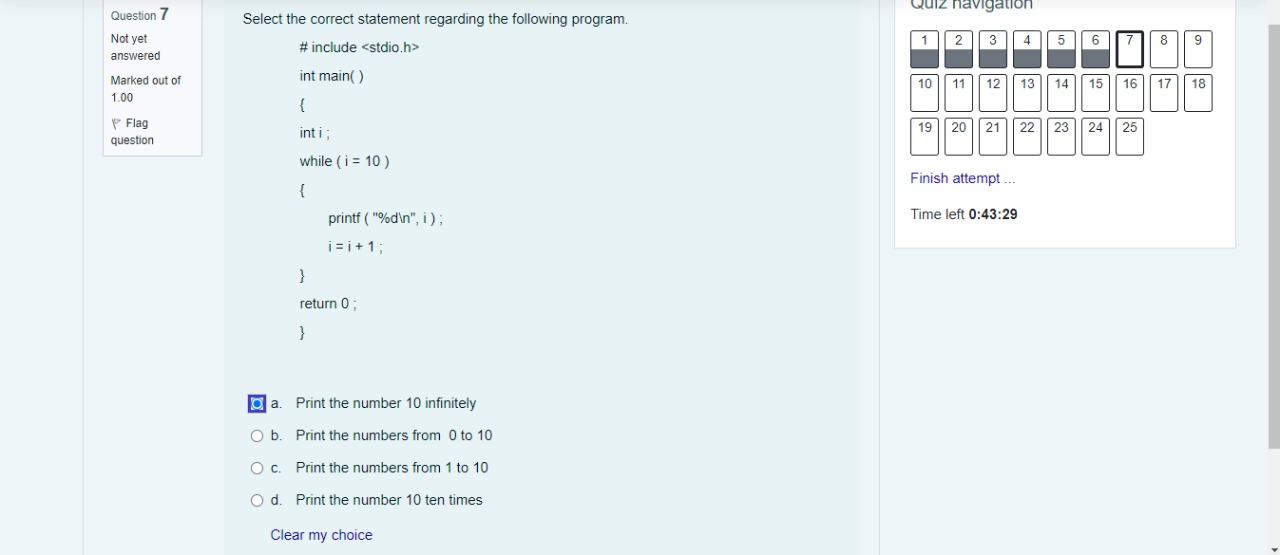 Question 7
Not yet
answered
Marked out of
1.00
Flag
question
Select the correct statement regarding the following program.
# include <stdio.h>
int main( )
{
int i ;
while ( i = 10 )
{
printf ( "%d\n", i ) ;
i = i + 1 ;
}
return 0 ;
}
a. Print the number 10 infinitely
b. Print the numbers from 0 to 10
c. Print the numbers from 1 to 10
d. Print the number 10 ten times
Clear my choice
Quiz navigation
1 2 3 4 5 6 7 8 9
10 11 12 13 14 15 16 17 18
19 20 21 22 23 24 25
Finish attempt ...
Time left 0:43:29